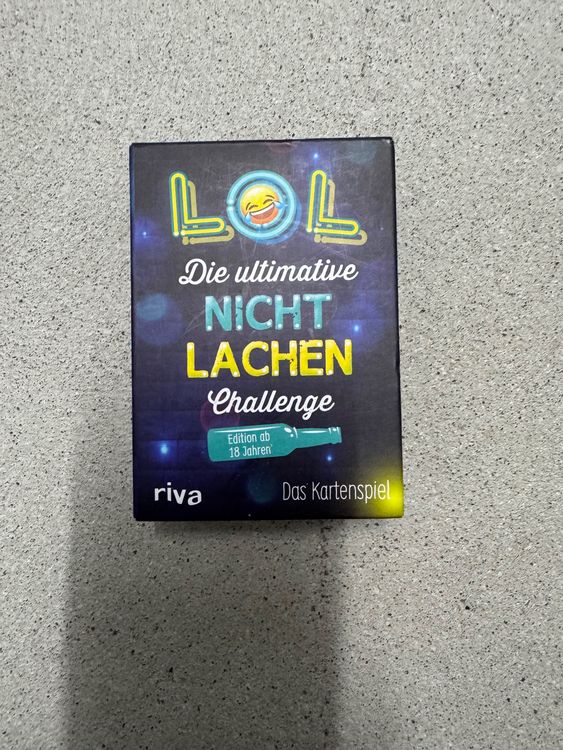 LOL
Die ultimative
NICHT
LACHEN
Challenge
Edition ab
18 Jahren
riva
Das Kartenspiel